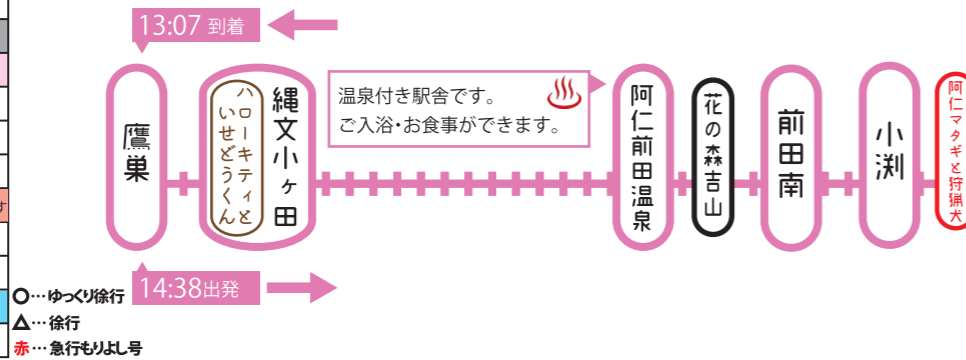 13:07 到着
鷹巣
縄文小ヶ田
ハローキティと
いせどうくん
温泉付き駅舎です。
ご入浴・お食事ができます。
阿仁前田温泉
花の森吉山
前田南
小渕
阿仁マタギと狩猟犬
14:38出発
す
○…ゆっくり徐行
△…徐行
赤…急行もりよし号